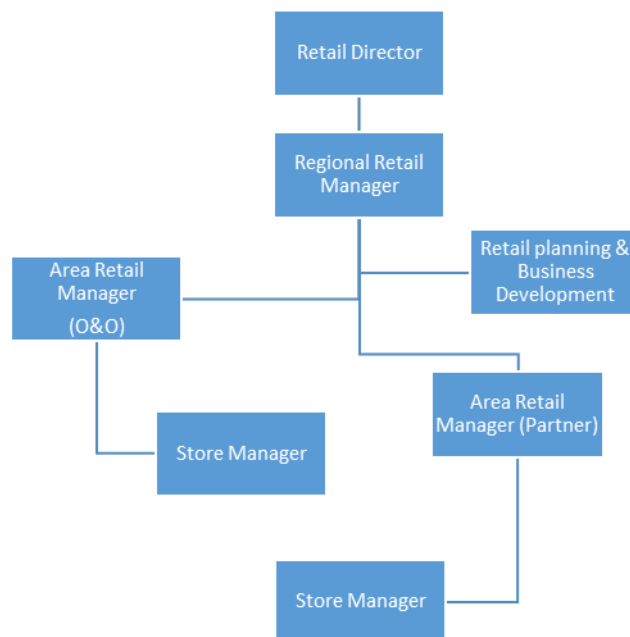 Retail Director
Regional Retail
Manager
Retail planning &
Business
Development
Area Retail
Manager
(O&O)
Area Retail
Manager (Partner)
Store Manager
Store Manager